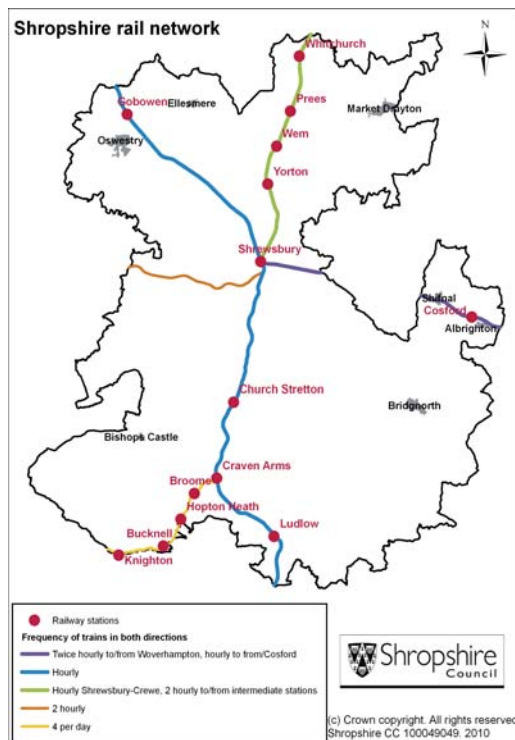 Shropshire rail network
N
Whitchurch
Prees
Market Drayton
Gobowen
Ellesmere
Oswestry
Wem
Yorton
Shrewsbury
Shifnal
Cosford
Albrighton
Church Stretton
Bridgnorth
Bishops Castle
Craven Arms
Broome
Hopton Heath
Bucknell
Ludlow
Knighton
Railway stations
Frequency of trains in both directions
Twice hourly to/from Woverhampton, hourly to from/Cosford
Hourly
Hourly Shrewsbury-Crewe, 2 hourly to/from intermediate stations
2 hourly
4 per day
Shropshire
Council
(c) Crown copyright. All rights reserved
Shropshire CC 100049049. 2010